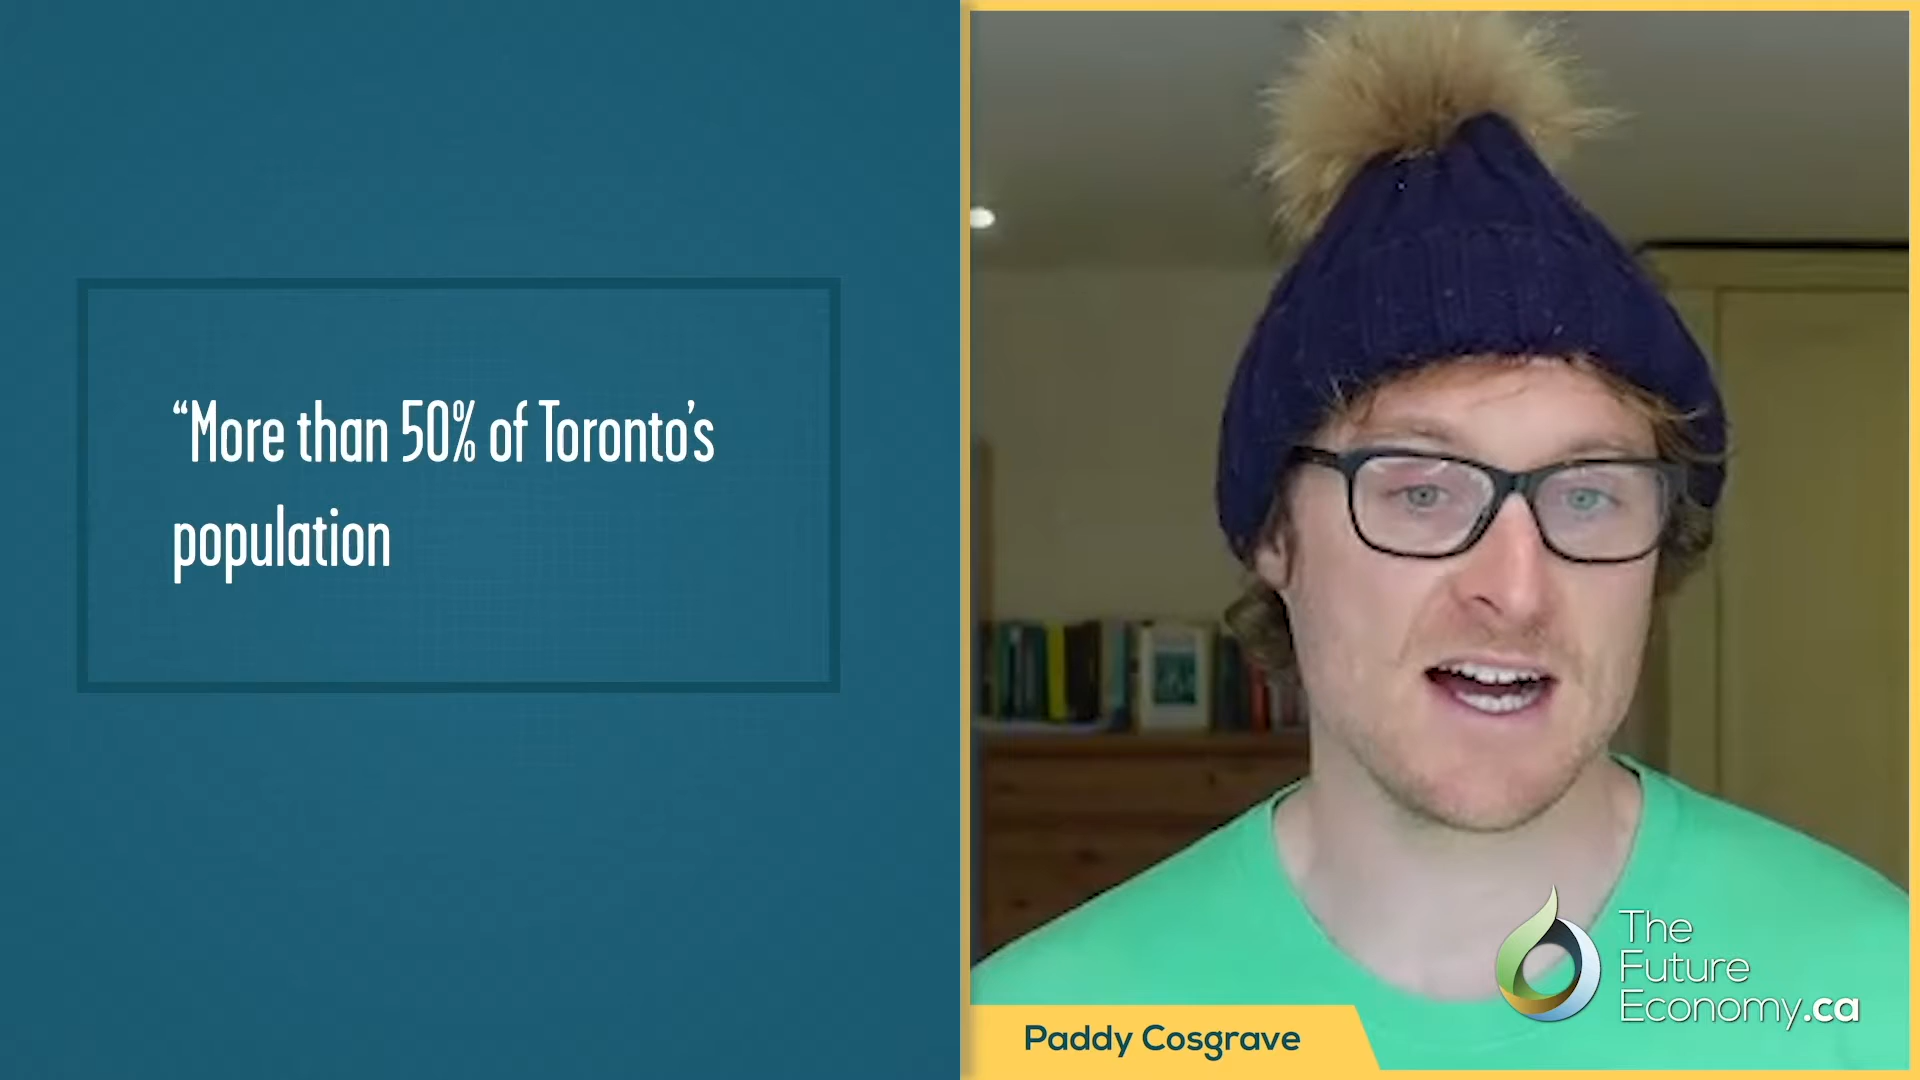 “More than 50% of Toronto’s
population
The
Future
Economy.ca
Paddy Cosgrave